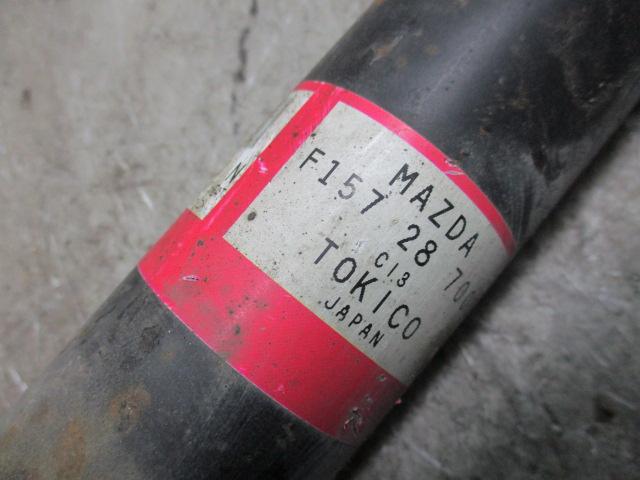 MAZDA
F157 28 700
C13
TOKICO
JAPAN
N